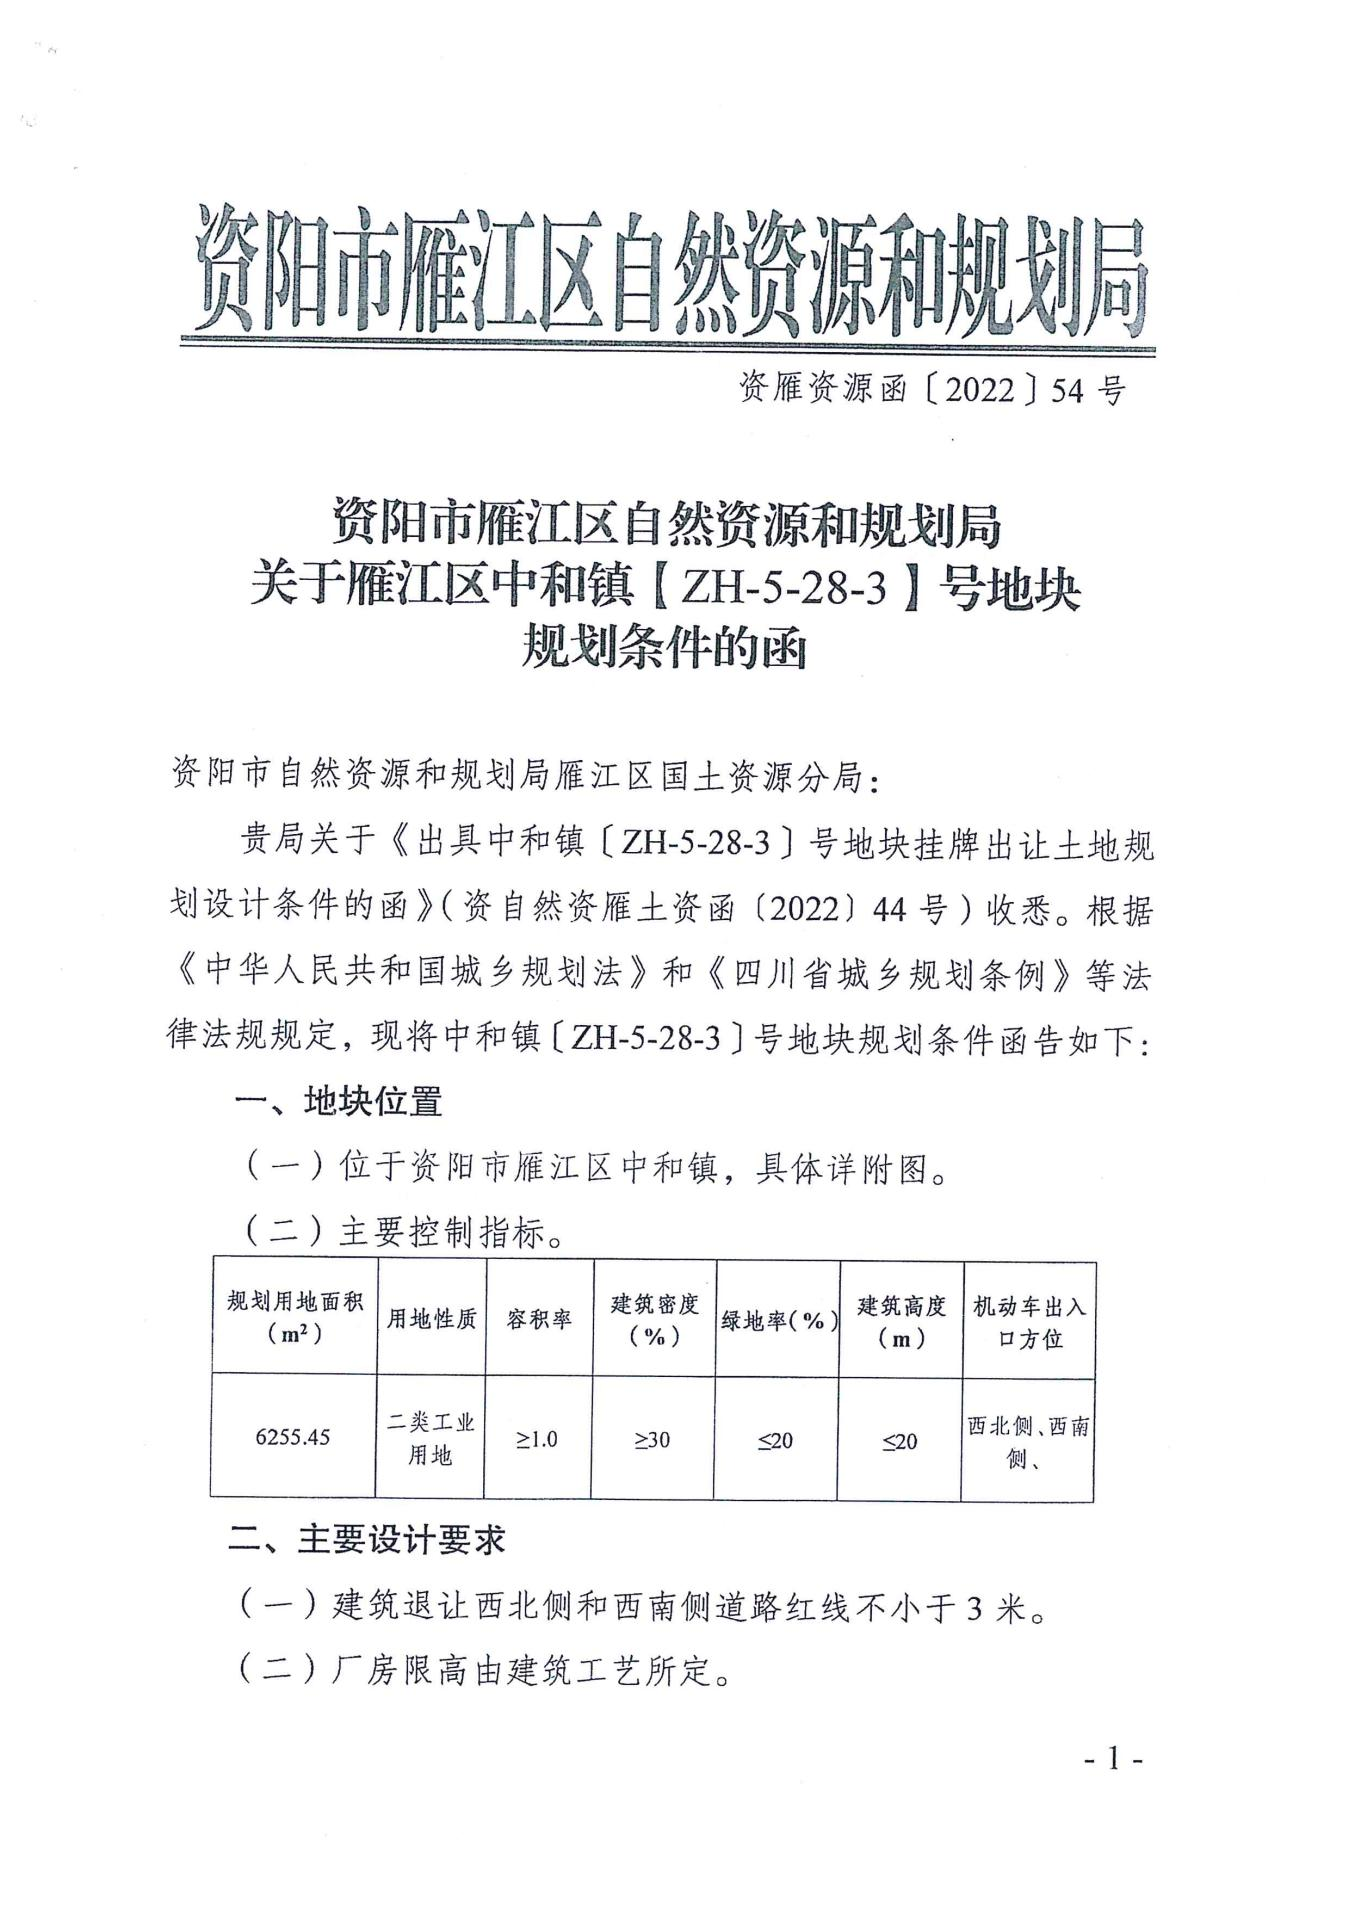 资阳市雁江区自然资源和规划局
资雁资源函〔2022〕54号
资阳市雁江区自然资源和规划局
关于雁江区中和镇【ZH-5-28-3】号地块
规划条件的函
资阳市自然资源和规划局雁江区国土资源分局：
贵局关于《出具中和镇〔ZH-5-28-3〕号地块挂牌出让土地规
划设计条件的函》（资自然资雁土资函〔2022〕44号）收悉。根据
《中华人民共和国城乡规划法》和《四川省城乡规划条例》等法
律法规规定，现将中和镇〔ZH-5-28-3〕号地块规划条件函告如下：
一、地块位置
（一）位于资阳市雁江区中和镇，具体详附图。
（二）主要控制指标。
规划用地面积（m²） 用地性质 容积率 建筑密度（%） 绿地率(%) 建筑高度（m） 机动车出入口方位
6255.45 二类工业用地 ≥1.0 ≥30 ≤20 ≤20 西北侧、西南侧、
二、主要设计要求
（一）建筑退让西北侧和西南侧道路红线不小于3米。
（二）厂房限高由建筑工艺所定。
- 1 -